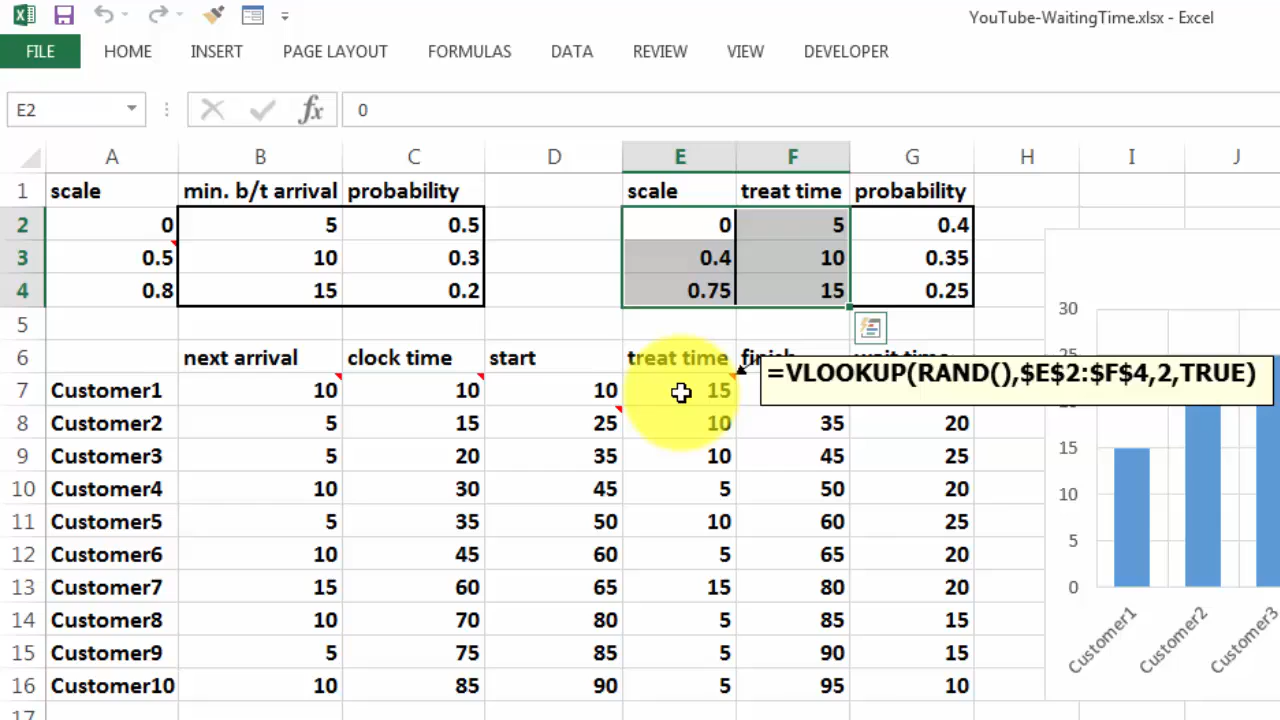 YouTube-WaitingTime.xlsx - Excel
FILE HOME INSERT PAGE LAYOUT FORMULAS DATA REVIEW VIEW DEVELOPER
E2 fx 0
A B C D E F G H I J
1 scale min. b/t arrival probability scale treat time probability
2 0 5 0.5 0 5 0.4
3 0.5 10 0.3 0.4 10 0.35
4 0.8 15 0.2 0.75 15 0.25
5
6 next arrival clock time start treat time
=VLOOKUP(RAND(),$E$2:$F$4,2,TRUE)
7 Customer1 10 10 10 15
8 Customer2 5 15 25 10 35 20
9 Customer3 5 20 35 10 45 25
10 Customer4 10 30 45 5 50 20
11 Customer5 5 35 50 10 60 25
12 Customer6 10 45 60 5 65 20
13 Customer7 15 60 65 15 80 20
14 Customer8 10 70 80 5 85 15
15 Customer9 5 75 85 5 90 15
16 Customer10 10 85 90 5 95 10
17
30
15
10
5
0
Customer1
Customer2
Customer3